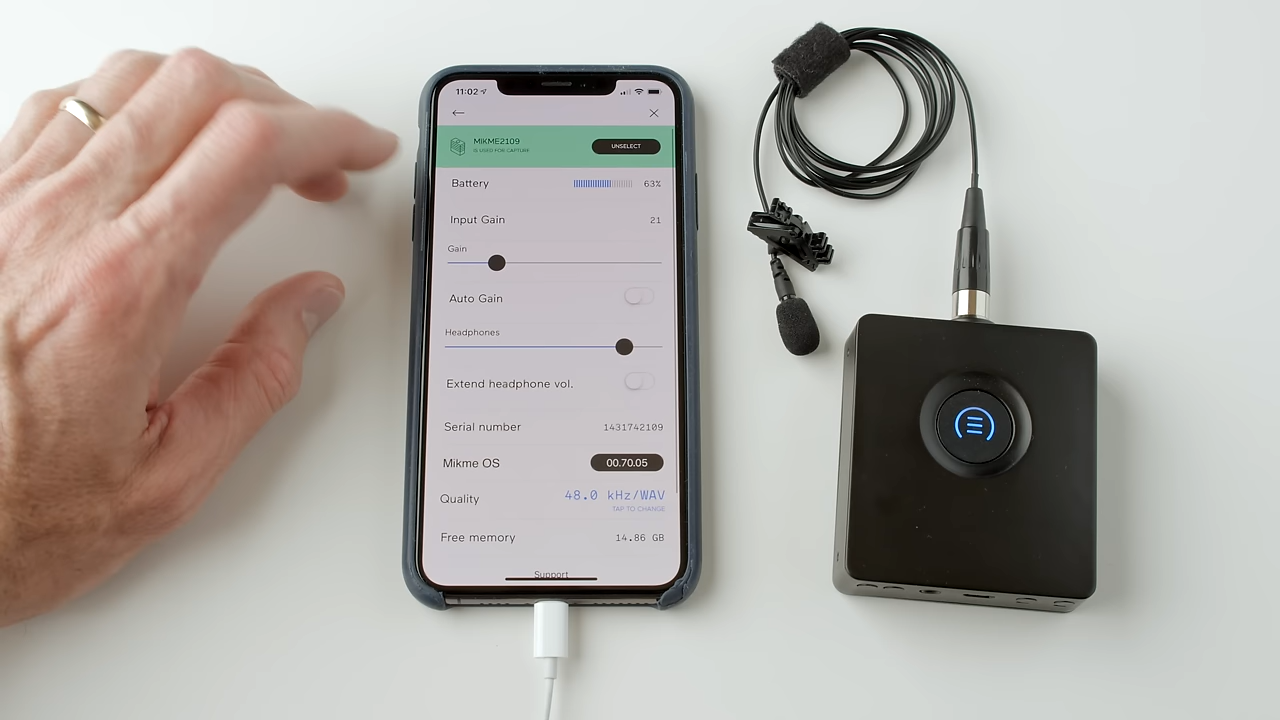 11:02
MIKME2109
IS USED FOR CAPTURE
UNSELECT
Battery 63%
Input Gain 21
Gain
Auto Gain
Headphones
Extend headphone vol.
Serial number 1431742109
Mikme OS 00.70.05
Quality 48.0 kHz/WAV
TAP TO CHANGE
Free memory 14.86 GB
Support